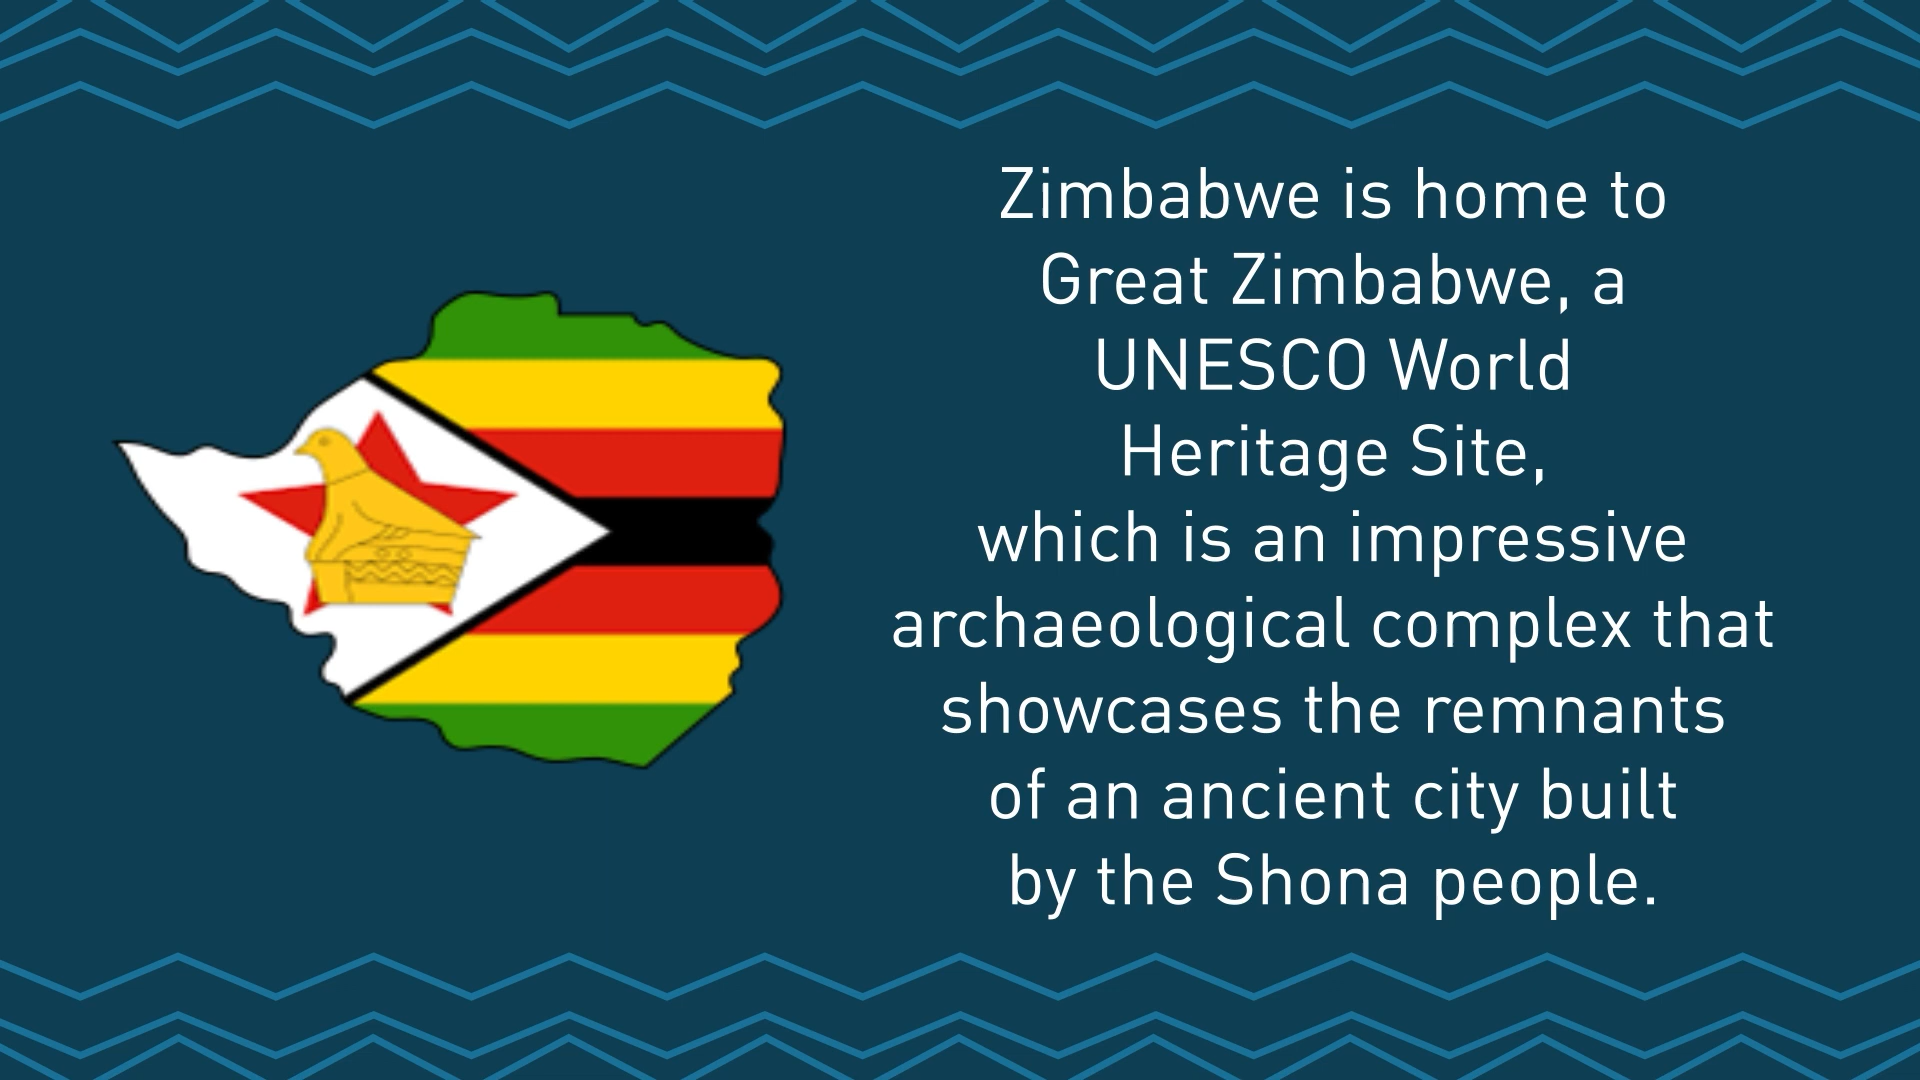 Zimbabwe is home to
Great Zimbabwe, a
UNESCO World
Heritage Site,
which is an impressive
archaeological complex that
showcases the remnants
of an ancient city built
by the Shona people.